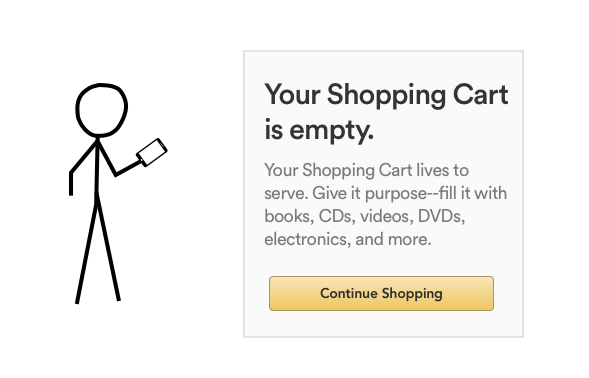 Your Shopping Cart
is empty.
Your Shopping Cart lives to
serve. Give it purpose--fill it with
books, CDs, videos, DVDs,
electronics, and more.
Continue Shopping